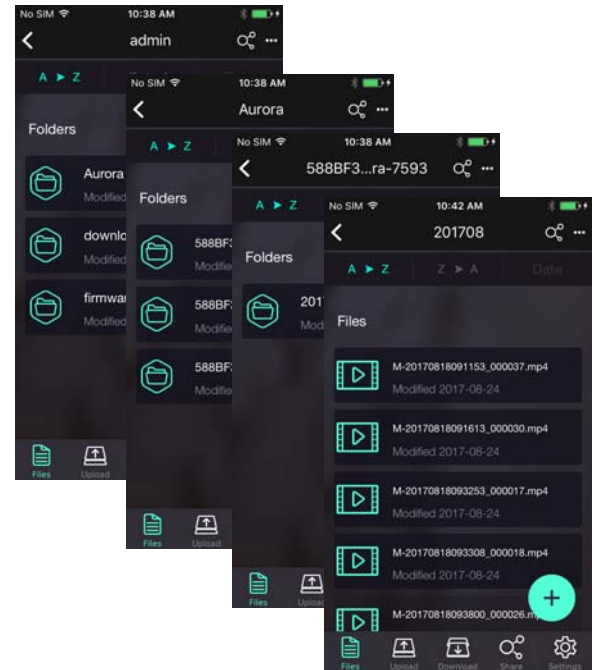 No SIM 10:38 AM
admin
A ➤ Z
Folders
Aurora
Modified
downlo
Modified
firmwar
Modified
Files Upload
No SIM 10:38 AM
Aurora
A ➤ Z
Folders
588BF3
Modifie
588BF3
Modifie
588BF3
Modifie
Files Upload
No SIM 10:38 AM
588BF3...ra-7593
A ➤ Z
Folders
201
Mod
Files Upload
No SIM 10:42 AM
201708
A ➤ Z Z ➤ A Date
Files
M-20170818091153_000037.mp4
Modified 2017-08-24
M-20170818091613_000030.mp4
Modified 2017-08-24
M-20170818093253_000017.mp4
Modified 2017-08-24
M-20170818093308_000018.mp4
Modified 2017-08-24
M-20170818093800_000026.m
Files Upload Download Share Settings